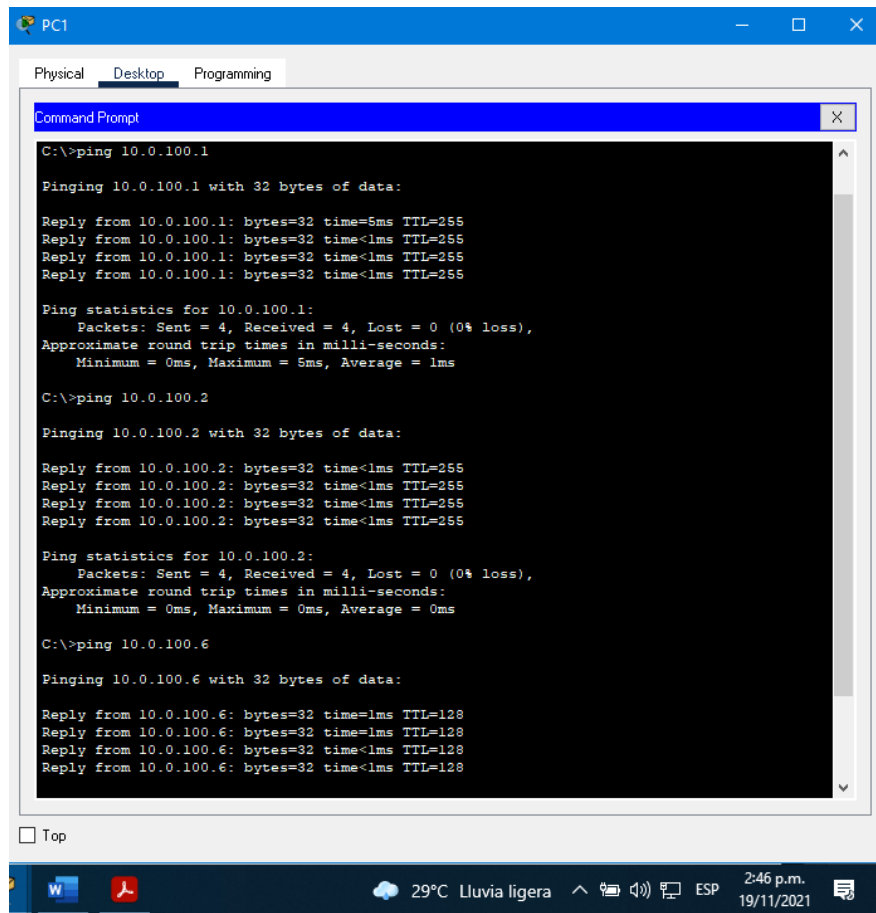 PC1
Physical Desktop Programming
Command Prompt X
C:\>ping 10.0.100.1
Pinging 10.0.100.1 with 32 bytes of data:
Reply from 10.0.100.1: bytes=32 time=5ms TTL=255
Reply from 10.0.100.1: bytes=32 time<1ms TTL=255
Reply from 10.0.100.1: bytes=32 time<1ms TTL=255
Reply from 10.0.100.1: bytes=32 time<1ms TTL=255
Ping statistics for 10.0.100.1:
Packets: Sent = 4, Received = 4, Lost = 0 (0% loss),
Approximate round trip times in milli-seconds:
Minimum = 0ms, Maximum = 5ms, Average = 1ms
C:\>ping 10.0.100.2
Pinging 10.0.100.2 with 32 bytes of data:
Reply from 10.0.100.2: bytes=32 time<1ms TTL=255
Reply from 10.0.100.2: bytes=32 time<1ms TTL=255
Reply from 10.0.100.2: bytes=32 time<1ms TTL=255
Reply from 10.0.100.2: bytes=32 time<1ms TTL=255
Ping statistics for 10.0.100.2:
Packets: Sent = 4, Received = 4, Lost = 0 (0% loss),
Approximate round trip times in milli-seconds:
Minimum = 0ms, Maximum = 0ms, Average = 0ms
C:\>ping 10.0.100.6
Pinging 10.0.100.6 with 32 bytes of data:
Reply from 10.0.100.6: bytes=32 time=1ms TTL=128
Reply from 10.0.100.6: bytes=32 time=1ms TTL=128
Reply from 10.0.100.6: bytes=32 time<1ms TTL=128
Reply from 10.0.100.6: bytes=32 time<1ms TTL=128
Top
W 29°C Lluvia ligera ESP 2:46 p.m.
19/11/2021